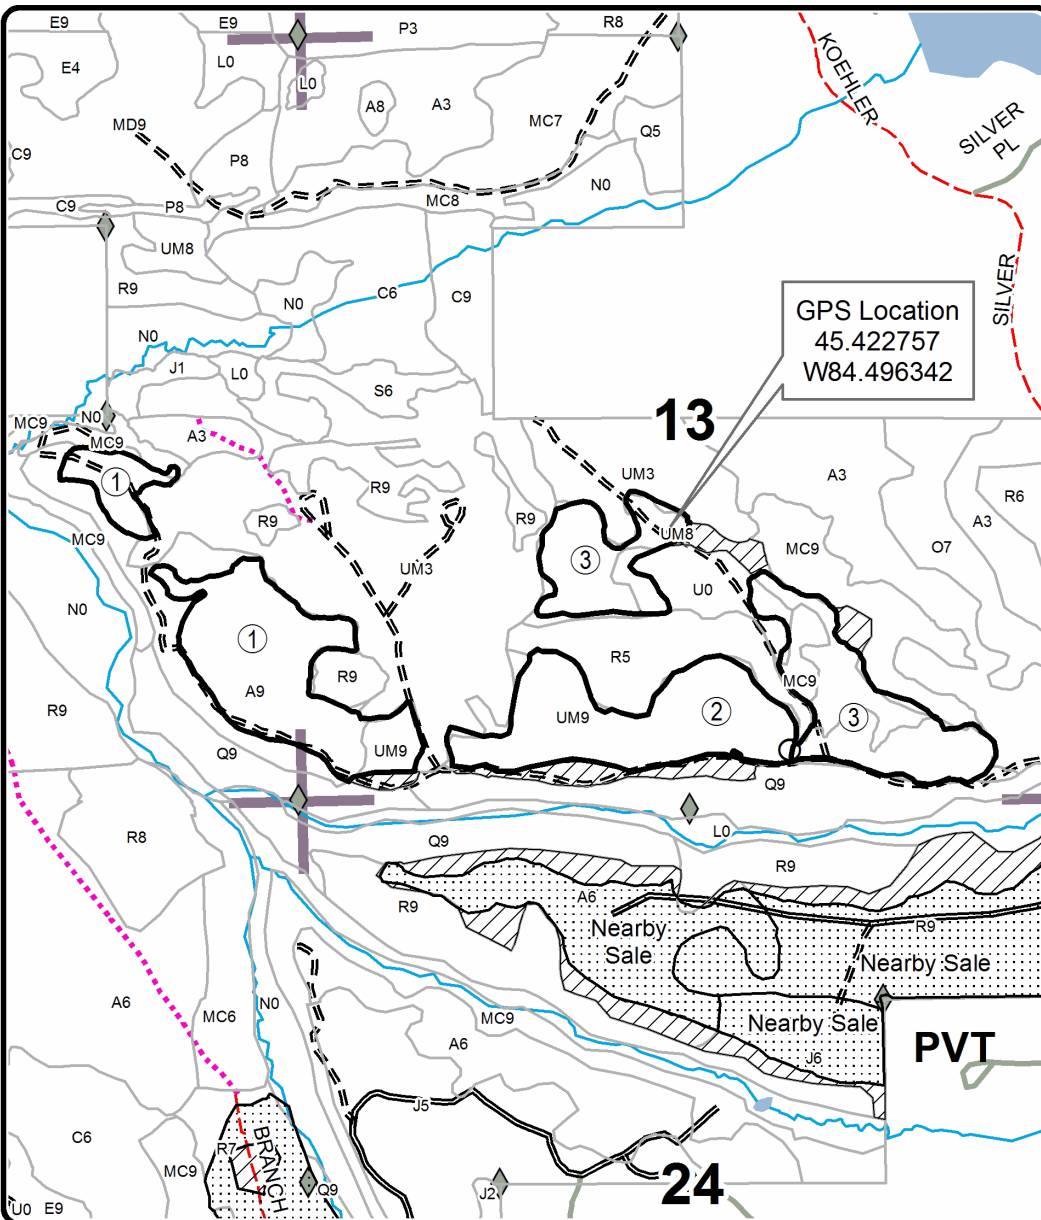 E9
E9
P3
R8
E4
L0
L0
A8
A3
MC7
Q5
MD9
KOEHLER
SILVER
PL
C9
P8
N0
C9
P8
MC8
UM8
R9
N0
C6
C9
SILVER
GPS Location
45.422757
W84.496342
N0
J1
L0
S6
MC9
N0
MC9
A3
13
1
R9
UM3
A3
R6
R9
R9
A3
MC9
UM8
MC9
O7
3
UM3
N0
U0
1
R5
R9
A9
MC9
R9
UM9
2
3
Q9
UM9
Q9
R8
Q9
L0
R9
R9
A6
Nearby
Sale
R9
Nearby Sale
A6
MC6
N0
MC9
Nearby Sale
A6
J6
PVT
J5
C6
BRANCH
R7
MC9
Q9
J2
24
U0
E9